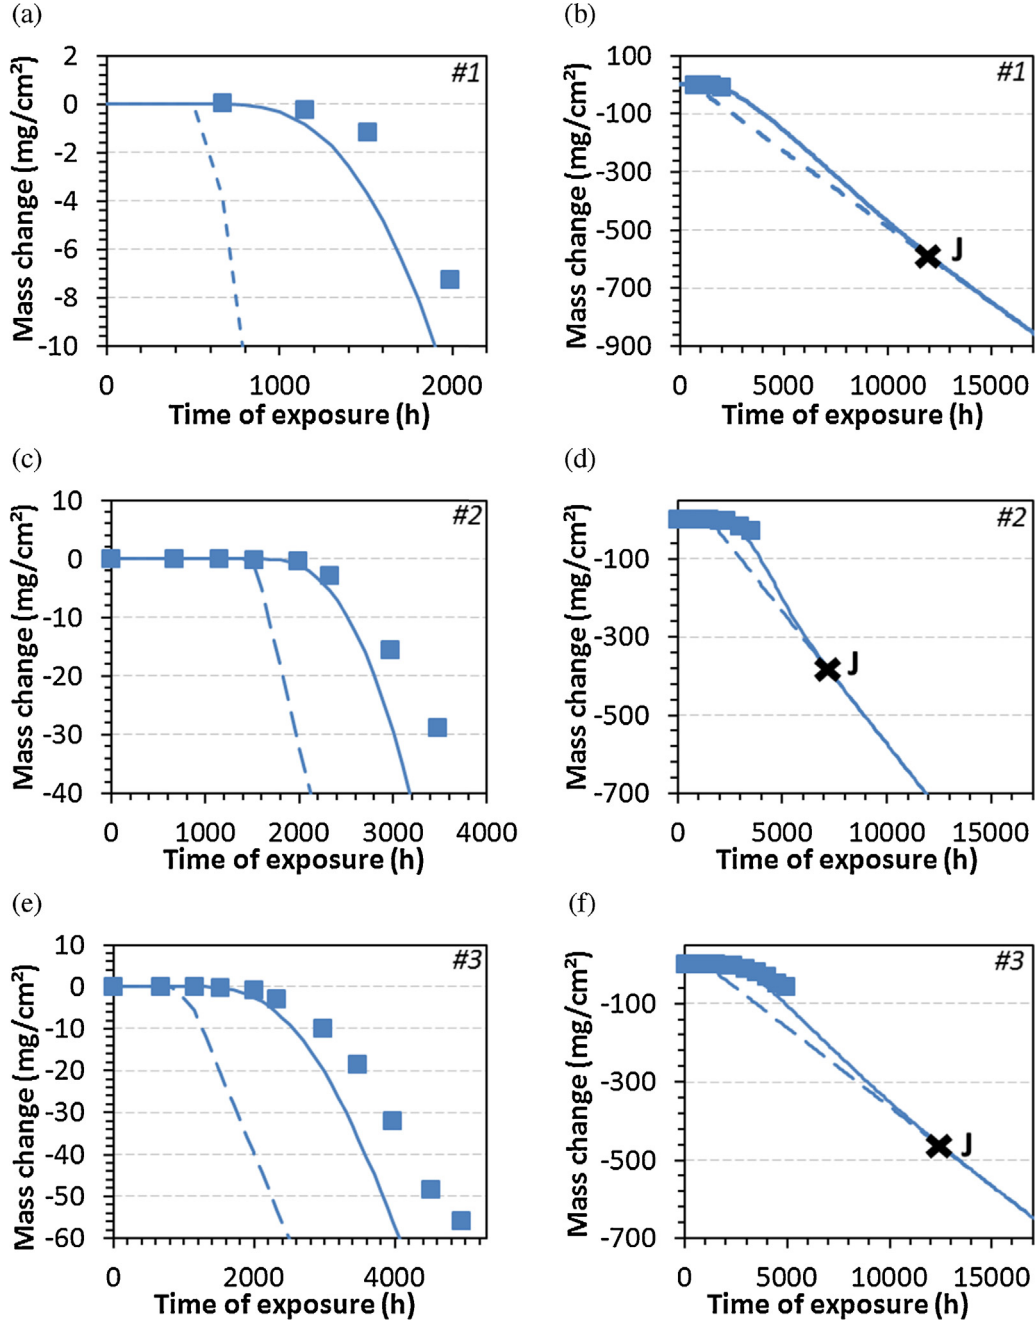 (a)
#1
Mass change (mg/cm²)
2
0
-2
-4
-6
-8
-10
0 1000 2000
Time of exposure (h)
(b)
#1
Mass change (mg/cm²)
100
-100
-300
-500
-700
-900
J
0 5000 10000 15000
Time of exposure (h)
(c)
#2
Mass change (mg/cm²)
10
0
-10
-20
-30
-40
0 1000 2000 3000 4000
Time of exposure (h)
(d)
#2
Mass change (mg/cm²)
-100
-300
-500
-700
J
0 5000 10000 15000
Time of exposure (h)
(e)
#3
Mass change (mg/cm²)
10
0
-10
-20
-30
-40
-50
-60
0 2000 4000
Time of exposure (h)
(f)
#3
Mass change (mg/cm²)
-100
-300
-500
-700
J
0 5000 10000 15000
Time of exposure (h)